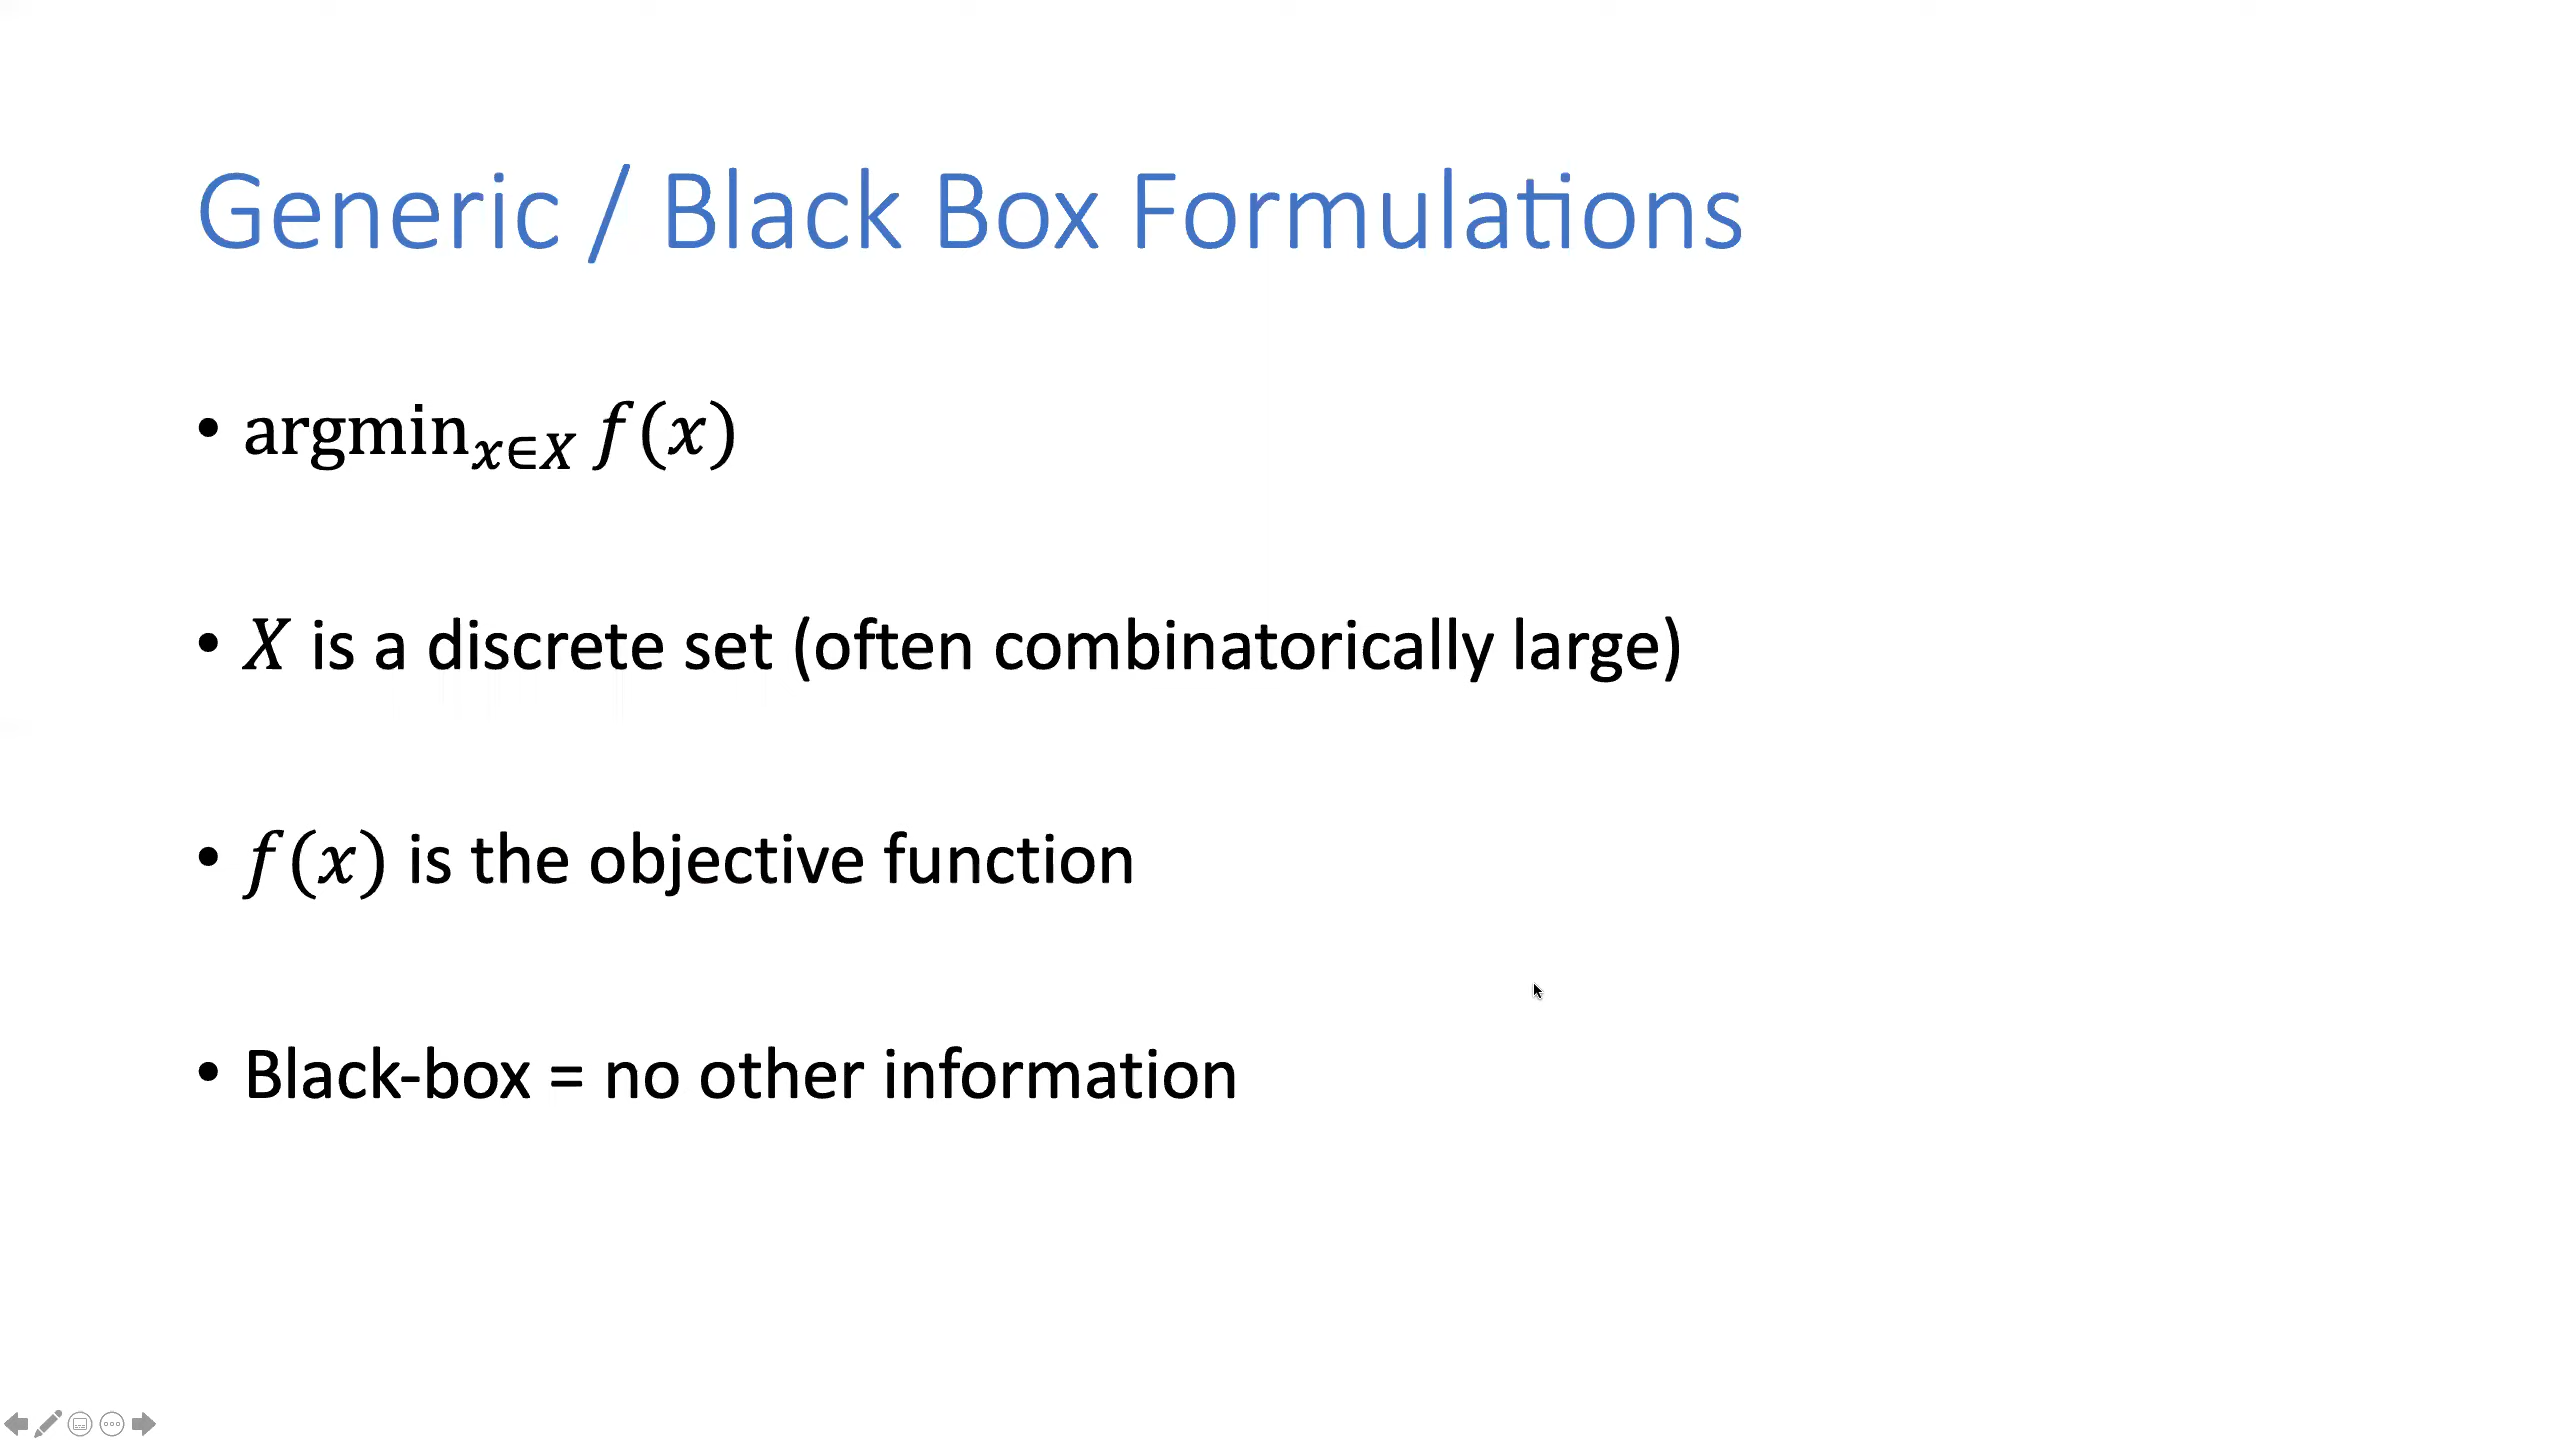 Generic / Black Box Formulations
• argminₓ∈X f(x)
• X is a discrete set (often combinatorically large)
• f(x) is the objective function
• Black-box = no other information